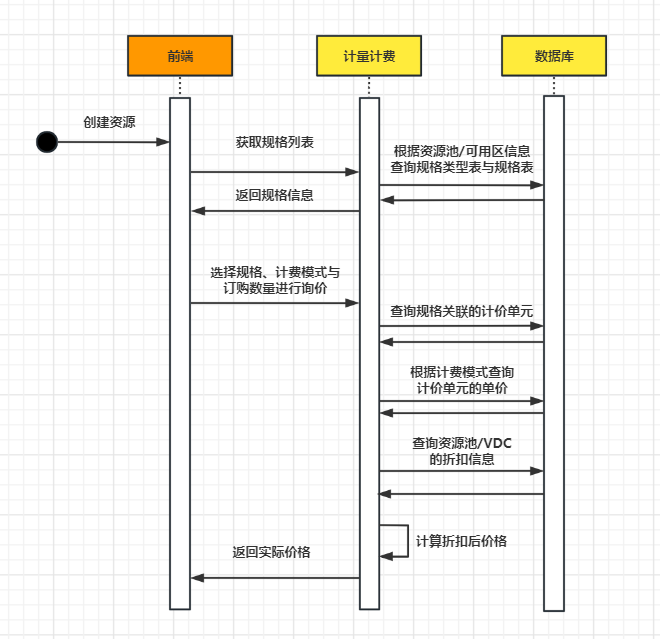 前端
计量计费
数据库
创建资源
获取规格列表
根据资源池/可用区信息
查询规格类型表与规格表
返回规格信息
选择规格、计费模式与
订购数量进行询价
查询规格关联的计价单元
根据计费模式查询
计价单元的单价
查询资源池/VDC
的折扣信息
计算折扣后价格
返回实际价格